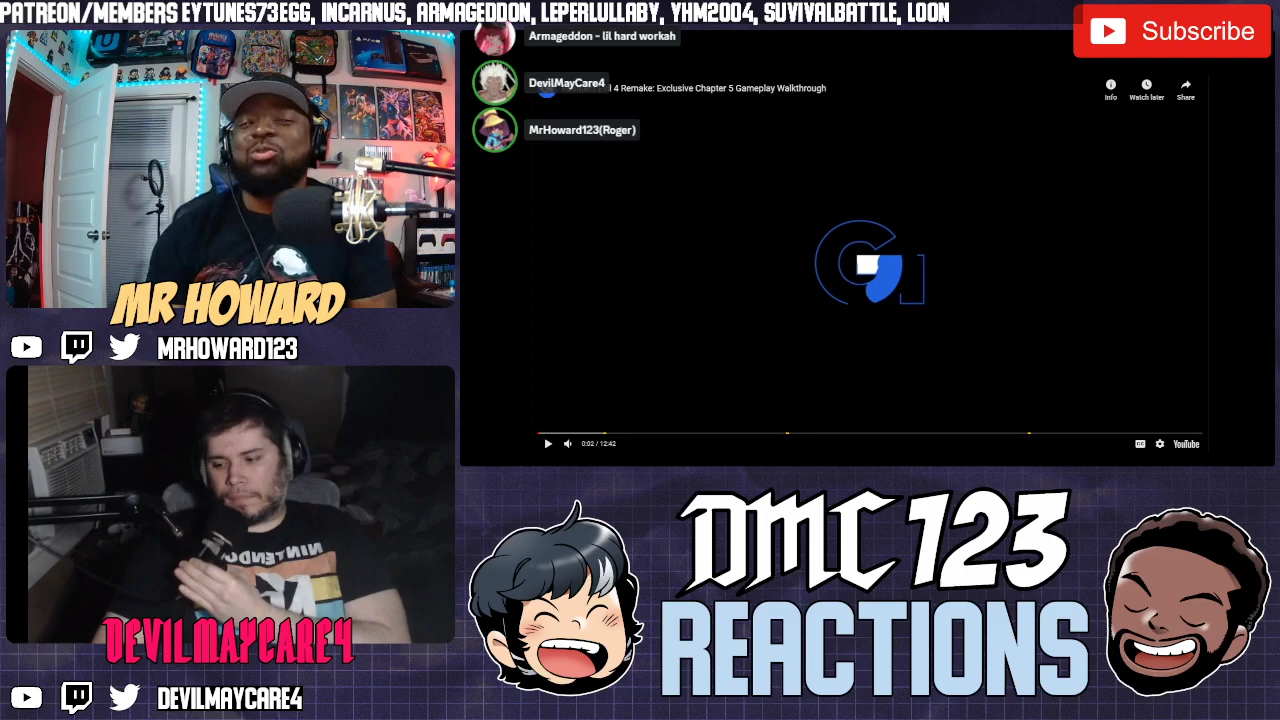 PATREON/MEMBERS EYTUNES73EGG, INCARNUS, ARMAGEDDON, LEPERLULLABY, YHM2004, SUVIVALBATTLE, LOON
Subscribe
Armageddon - lil hard workah
DevilMayCare4
l 4 Remake: Exclusive Chapter 5 Gameplay Walkthrough
Info
Watch later
Share
MrHoward123(Roger)
MR HOWARD
MRHOWARD123
0:02 / 12:42
CC
YouTube
NINTENDO
DEVILMAYCARE4
DEVILMAYCARE4
DMC 123
REACTIONS